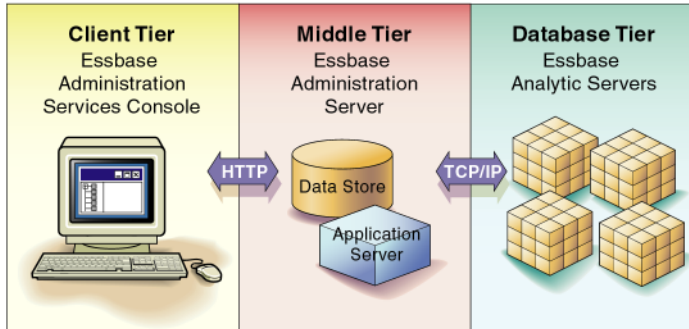 Client Tier
Essbase
Administration
Services Console
Middle Tier
Essbase
Administration
Server
Database Tier
Essbase
Analytic Servers
HTTP
TCP/IP
Data Store
Application
Server